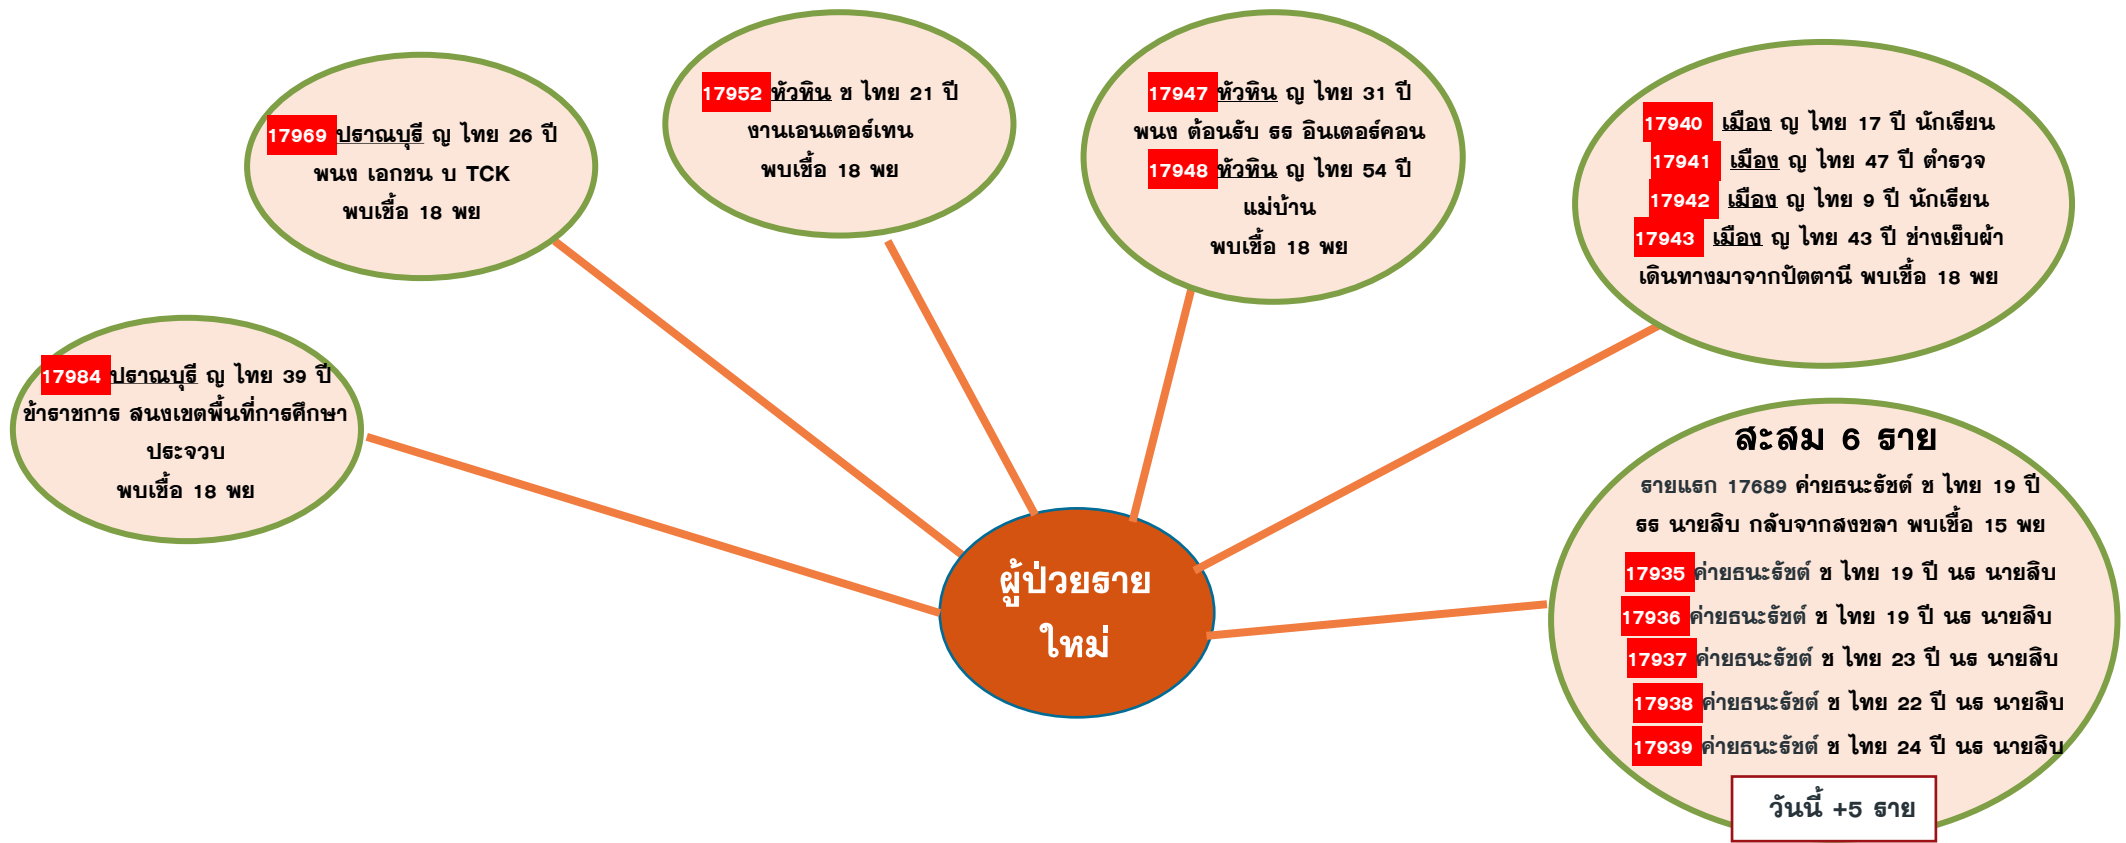 17969 ปราณบุรี ญ ไทย 26 ปี
พนง เอกชน บ TCK
พบเชื้อ 18 พย
17952 หัวหิน ช ไทย 21 ปี
งานเอนเตอร์เทน
พบเชื้อ 18 พย
17947 หัวหิน ญ ไทย 31 ปี
พนง ต้อนรับ รร อินเตอร์คอน
17948 หัวหิน ญ ไทย 54 ปี
แม่บ้าน
พบเชื้อ 18 พย
17940 เมือง ญ ไทย 17 ปี นักเรียน
17941 เมือง ญ ไทย 47 ปี ตำรวจ
17942 เมือง ญ ไทย 9 ปี นักเรียน
17943 เมือง ญ ไทย 43 ปี ช่างเย็บผ้า
เดินทางมาจากปัตตานี พบเชื้อ 18 พย
17984 ปราณบุรี ญ ไทย 39 ปี
ข้าราชการ สนงเขตพื้นที่การศึกษา
ประจวบ
พบเชื้อ 18 พย
สะสม 6 ราย
รายแรก 17689 ค่ายธนะรัชต์ ช ไทย 19 ปี
รร นายสิบ กลับจากสงขลา พบเชื้อ 15 พย
17935 ค่ายธนะรัชต์ ช ไทย 19 ปี นร นายสิบ
17936 ค่ายธนะรัชต์ ช ไทย 19 ปี นร นายสิบ
17937 ค่ายธนะรัชต์ ช ไทย 23 ปี นร นายสิบ
17938 ค่ายธนะรัชต์ ช ไทย 22 ปี นร นายสิบ
17939 ค่ายธนะรัชต์ ช ไทย 24 ปี นร นายสิบ
วันนี้ +5 ราย
ผู้ป่วยราย
ใหม่